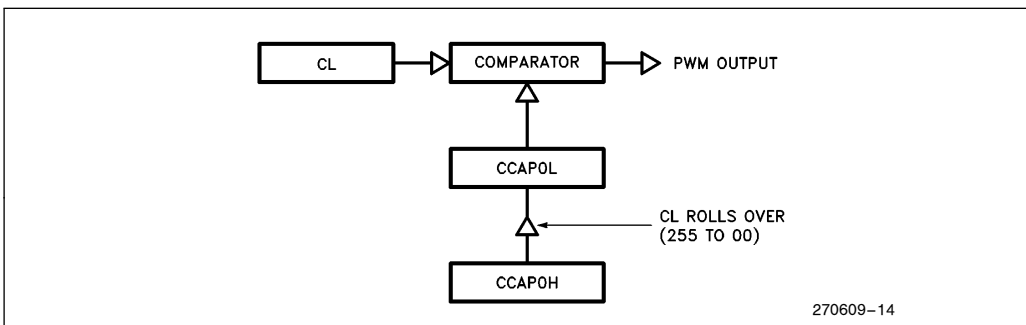 CL
COMPARATOR
PWM OUTPUT
CCAP0L
CL ROLLS OVER
(255 TO 00)
CCAP0H
270609-14